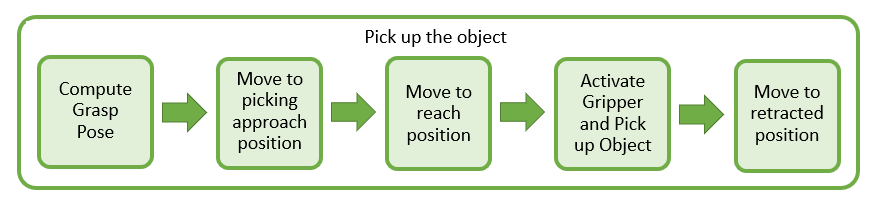 Pick up the object
Compute
Grasp
Pose
Move to
picking
approach
position
Move to
reach
position
Activate
Gripper
and Pick
up Object
Move to
retracted
position